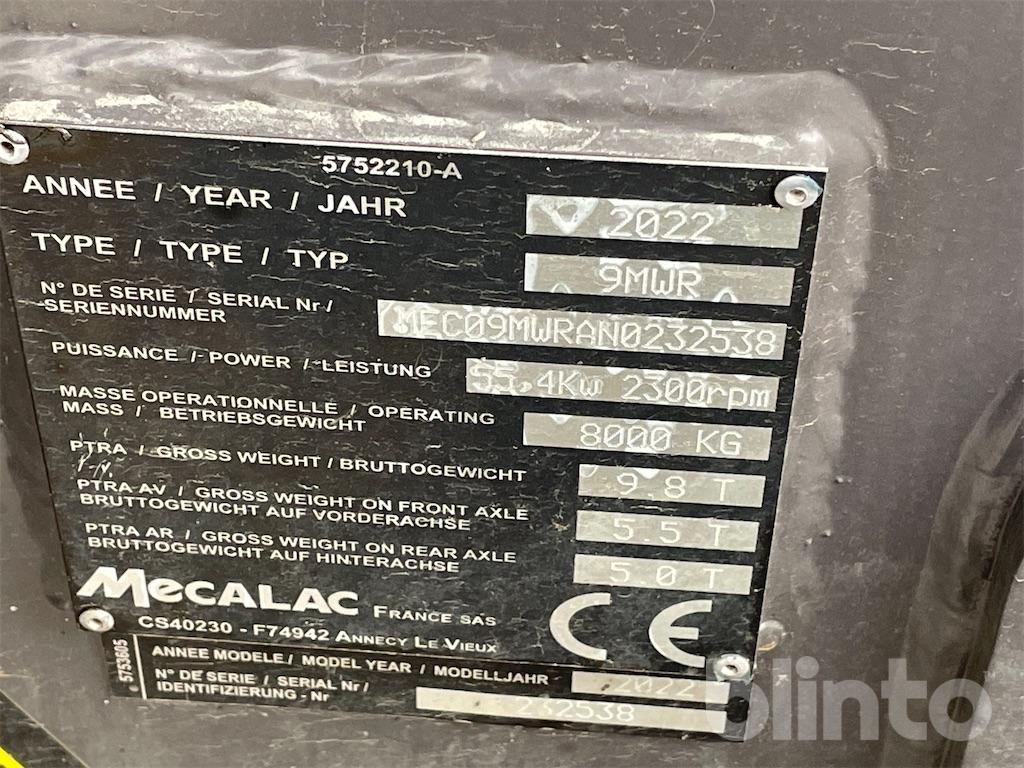 5752210-A
ANNEE / YEAR / JAHR 2022
TYPE / TYPE / TYP 9MWR
N° DE SERIE / SERIAL Nr /
SERIENNUMMER MEC09MWRAN0232538
PUISSANCE / POWER / LEISTUNG 55,4Kw 2300rpm
MASSE OPERATIONNELLE / OPERATING
MASS / BETRIEBSGEWICHT 8000 KG
PTRA / GROSS WEIGHT / BRUTTOGEWICHT 9.8 T
PTRA AV / GROSS WEIGHT ON FRONT AXLE
BRUTTOGEWICHT AUF VORDERACHSE 5.5 T
PTRA AR / GROSS WEIGHT ON REAR AXLE
BRUTTOGEWICHT AUF HINTERACHSE 5.0 T
MECALAC FRANCE SAS CE
CS40230 - F74942 ANNECY LE VIEUX
5753605
ANNEE MODELE / MODEL YEAR / MODELLJAHR 2022
N° DE SERIE / SERIAL Nr /
IDENTIFIZIERUNG - Nr 232538
blinto